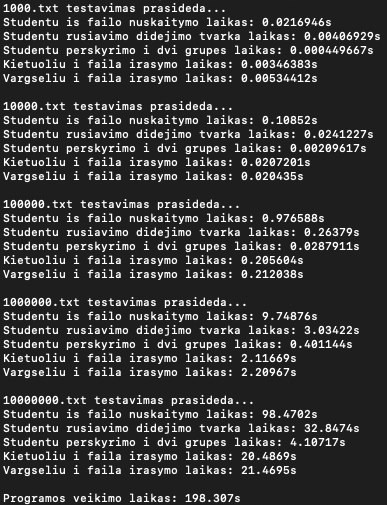 1000.txt testavimas prasideda...
Studentu is failo nuskaitymo laikas: 0.0216946s
Studentu rusiavimo didejimo tvarka laikas: 0.00406929s
Studentu perskyrimo i dvi grupes laikas: 0.000449667s
Kietuoliu i faila irasymo laikas: 0.00346383s
Vargseliu i faila irasymo laikas: 0.00534412s
10000.txt testavimas prasideda...
Studentu is failo nuskaitymo laikas: 0.10852s
Studentu rusiavimo didejimo tvarka laikas: 0.0241227s
Studentu perskyrimo i dvi grupes laikas: 0.00209617s
Kietuoliu i faila irasymo laikas: 0.0207201s
Vargseliu i faila irasymo laikas: 0.020435s
100000.txt testavimas prasideda...
Studentu is failo nuskaitymo laikas: 0.976588s
Studentu rusiavimo didejimo tvarka laikas: 0.26379s
Studentu perskyrimo i dvi grupes laikas: 0.0287911s
Kietuoliu i faila irasymo laikas: 0.205604s
Vargseliu i faila irasymo laikas: 0.212038s
1000000.txt testavimas prasideda...
Studentu is failo nuskaitymo laikas: 9.74876s
Studentu rusiavimo didejimo tvarka laikas: 3.03422s
Studentu perskyrimo i dvi grupes laikas: 0.401144s
Kietuoliu i faila irasymo laikas: 2.11669s
Vargseliu i faila irasymo laikas: 2.20967s
10000000.txt testavimas prasideda...
Studentu is failo nuskaitymo laikas: 98.4702s
Studentu rusiavimo didejimo tvarka laikas: 32.8474s
Studentu perskyrimo i dvi grupes laikas: 4.10717s
Kietuoliu i faila irasymo laikas: 20.4869s
Vargseliu i faila irasymo laikas: 21.4695s
Programos veikimo laikas: 198.307s